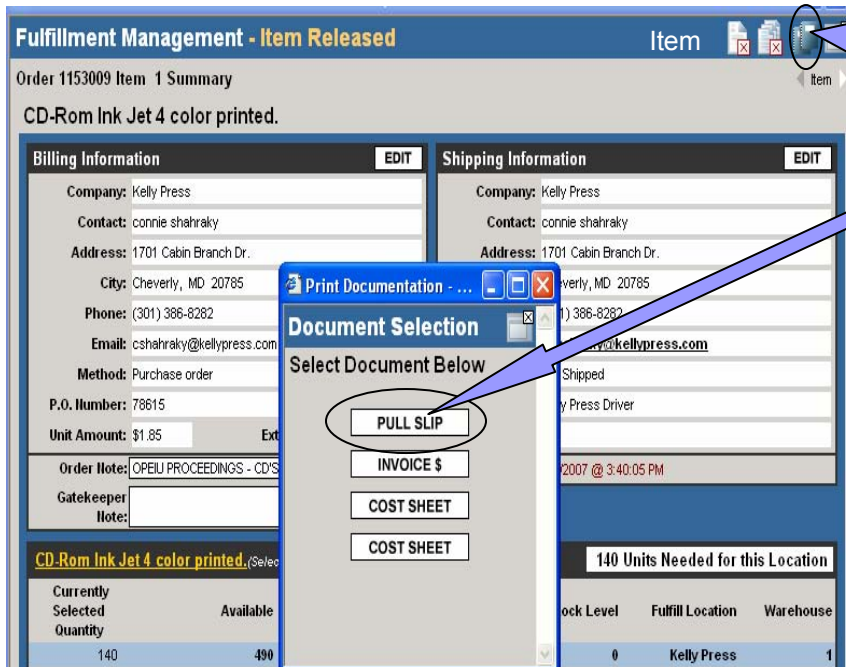 Fulfillment Management - Item Released
Item
Order 1153009 Item 1 Summary
Item
CD-Rom Ink Jet 4 color printed.
Billing Information
EDIT
Company: Kelly Press
Contact: connie shahraky
Address: 1701 Cabin Branch Dr.
City: Cheverly, MD 20785
Phone: (301) 386-8282
Email: cshahraky@kellypress.com
Method: Purchase order
P.O. Number: 78615
Unit Amount: $1.85 Ext
Order Note: OPEIU PROCEEDINGS - CD'S
Gatekeeper
Note:
Shipping Information
EDIT
Company: Kelly Press
Contact: connie shahraky
Address: 1701 Cabin Branch Dr.
verly, MD 20785
1) 386-8282
y@kellypress.com
Shipped
y Press Driver
/2007 @ 3:40:05 PM
Print Documentation - ...
Document Selection
Select Document Below
PULL SLIP
INVOICE $
COST SHEET
COST SHEET
CD-Rom Ink Jet 4 color printed. (Selec
140 Units Needed for this Location
Currently
Selected
Quantity
Available
ock Level
Fulfill Location
Warehouse
140 490 0 Kelly Press 1